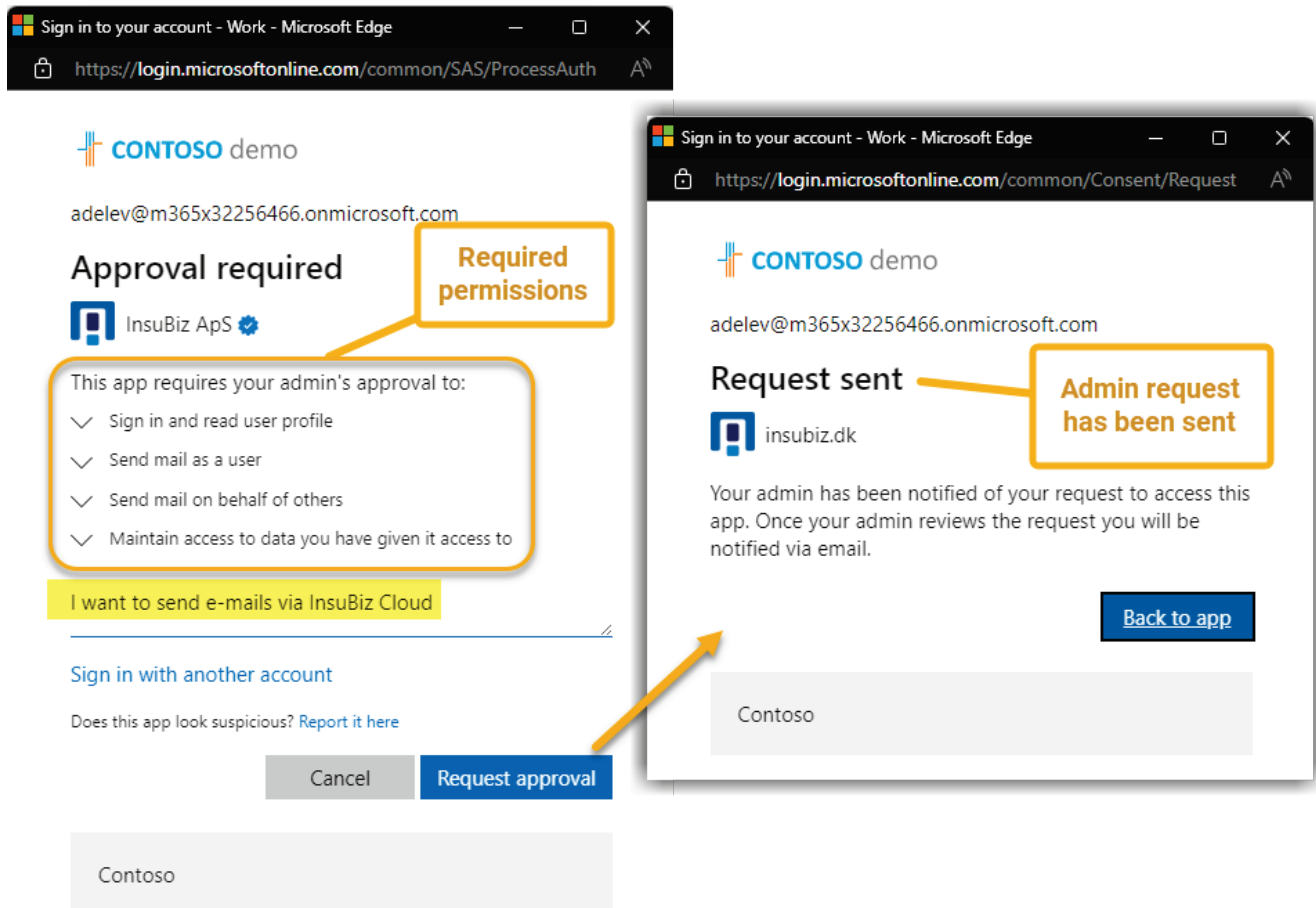 Sign in to your account - Work - Microsoft Edge
https://login.microsoftonline.com/common/SAS/ProcessAuth
CONTOSO demo
adelev@m365x32256466.onmicrosoft.com
Approval required
InsuBiz ApS
Required
permissions
This app requires your admin's approval to:
Sign in and read user profile
Send mail as a user
Send mail on behalf of others
Maintain access to data you have given it access to
I want to send e-mails via InsuBiz Cloud
Sign in with another account
Does this app look suspicious? Report it here
Cancel
Request approval
Contoso
Sign in to your account - Work - Microsoft Edge
https://login.microsoftonline.com/common/Consent/Request
CONTOSO demo
adelev@m365x32256466.onmicrosoft.com
Request sent
insubiz.dk
Admin request
has been sent
Your admin has been notified of your request to access this
app. Once your admin reviews the request you will be
notified via email.
Back to app
Contoso